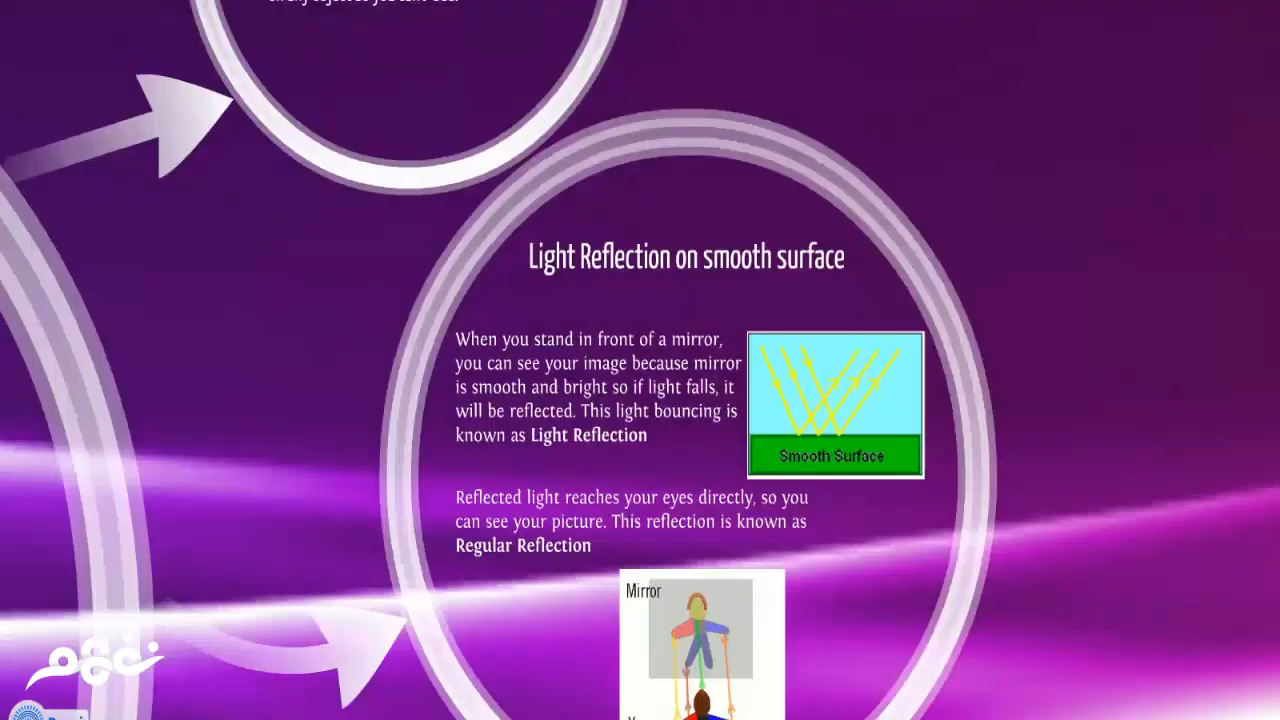 Light Reflection on smooth surface
When you stand in front of a mirror,
you can see your image because mirror
is smooth and bright so if light falls, it
will be reflected. This light bouncing is
known as Light Reflection
Smooth Surface
Reflected light reaches your eyes directly, so you
can see your picture. This reflection is known as
Regular Reflection
Mirror
نجوى